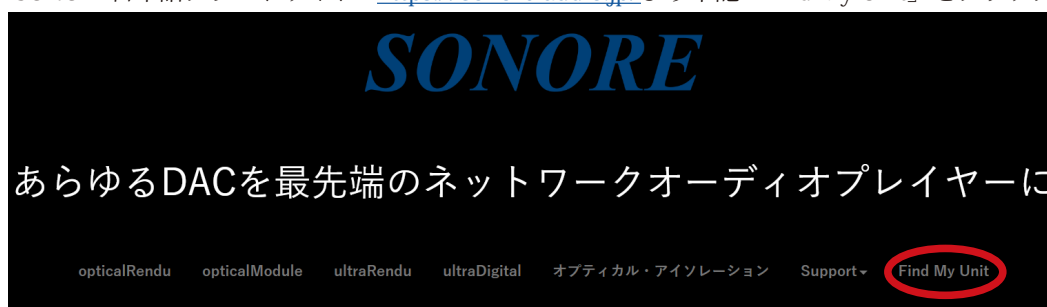 SONORE
あらゆるDACを最先端のネットワークオーディオプレイヤーに
opticalRendu opticalModule ultraRendu ultraDigital オプティカル・アイソレーション Support Find My Unit